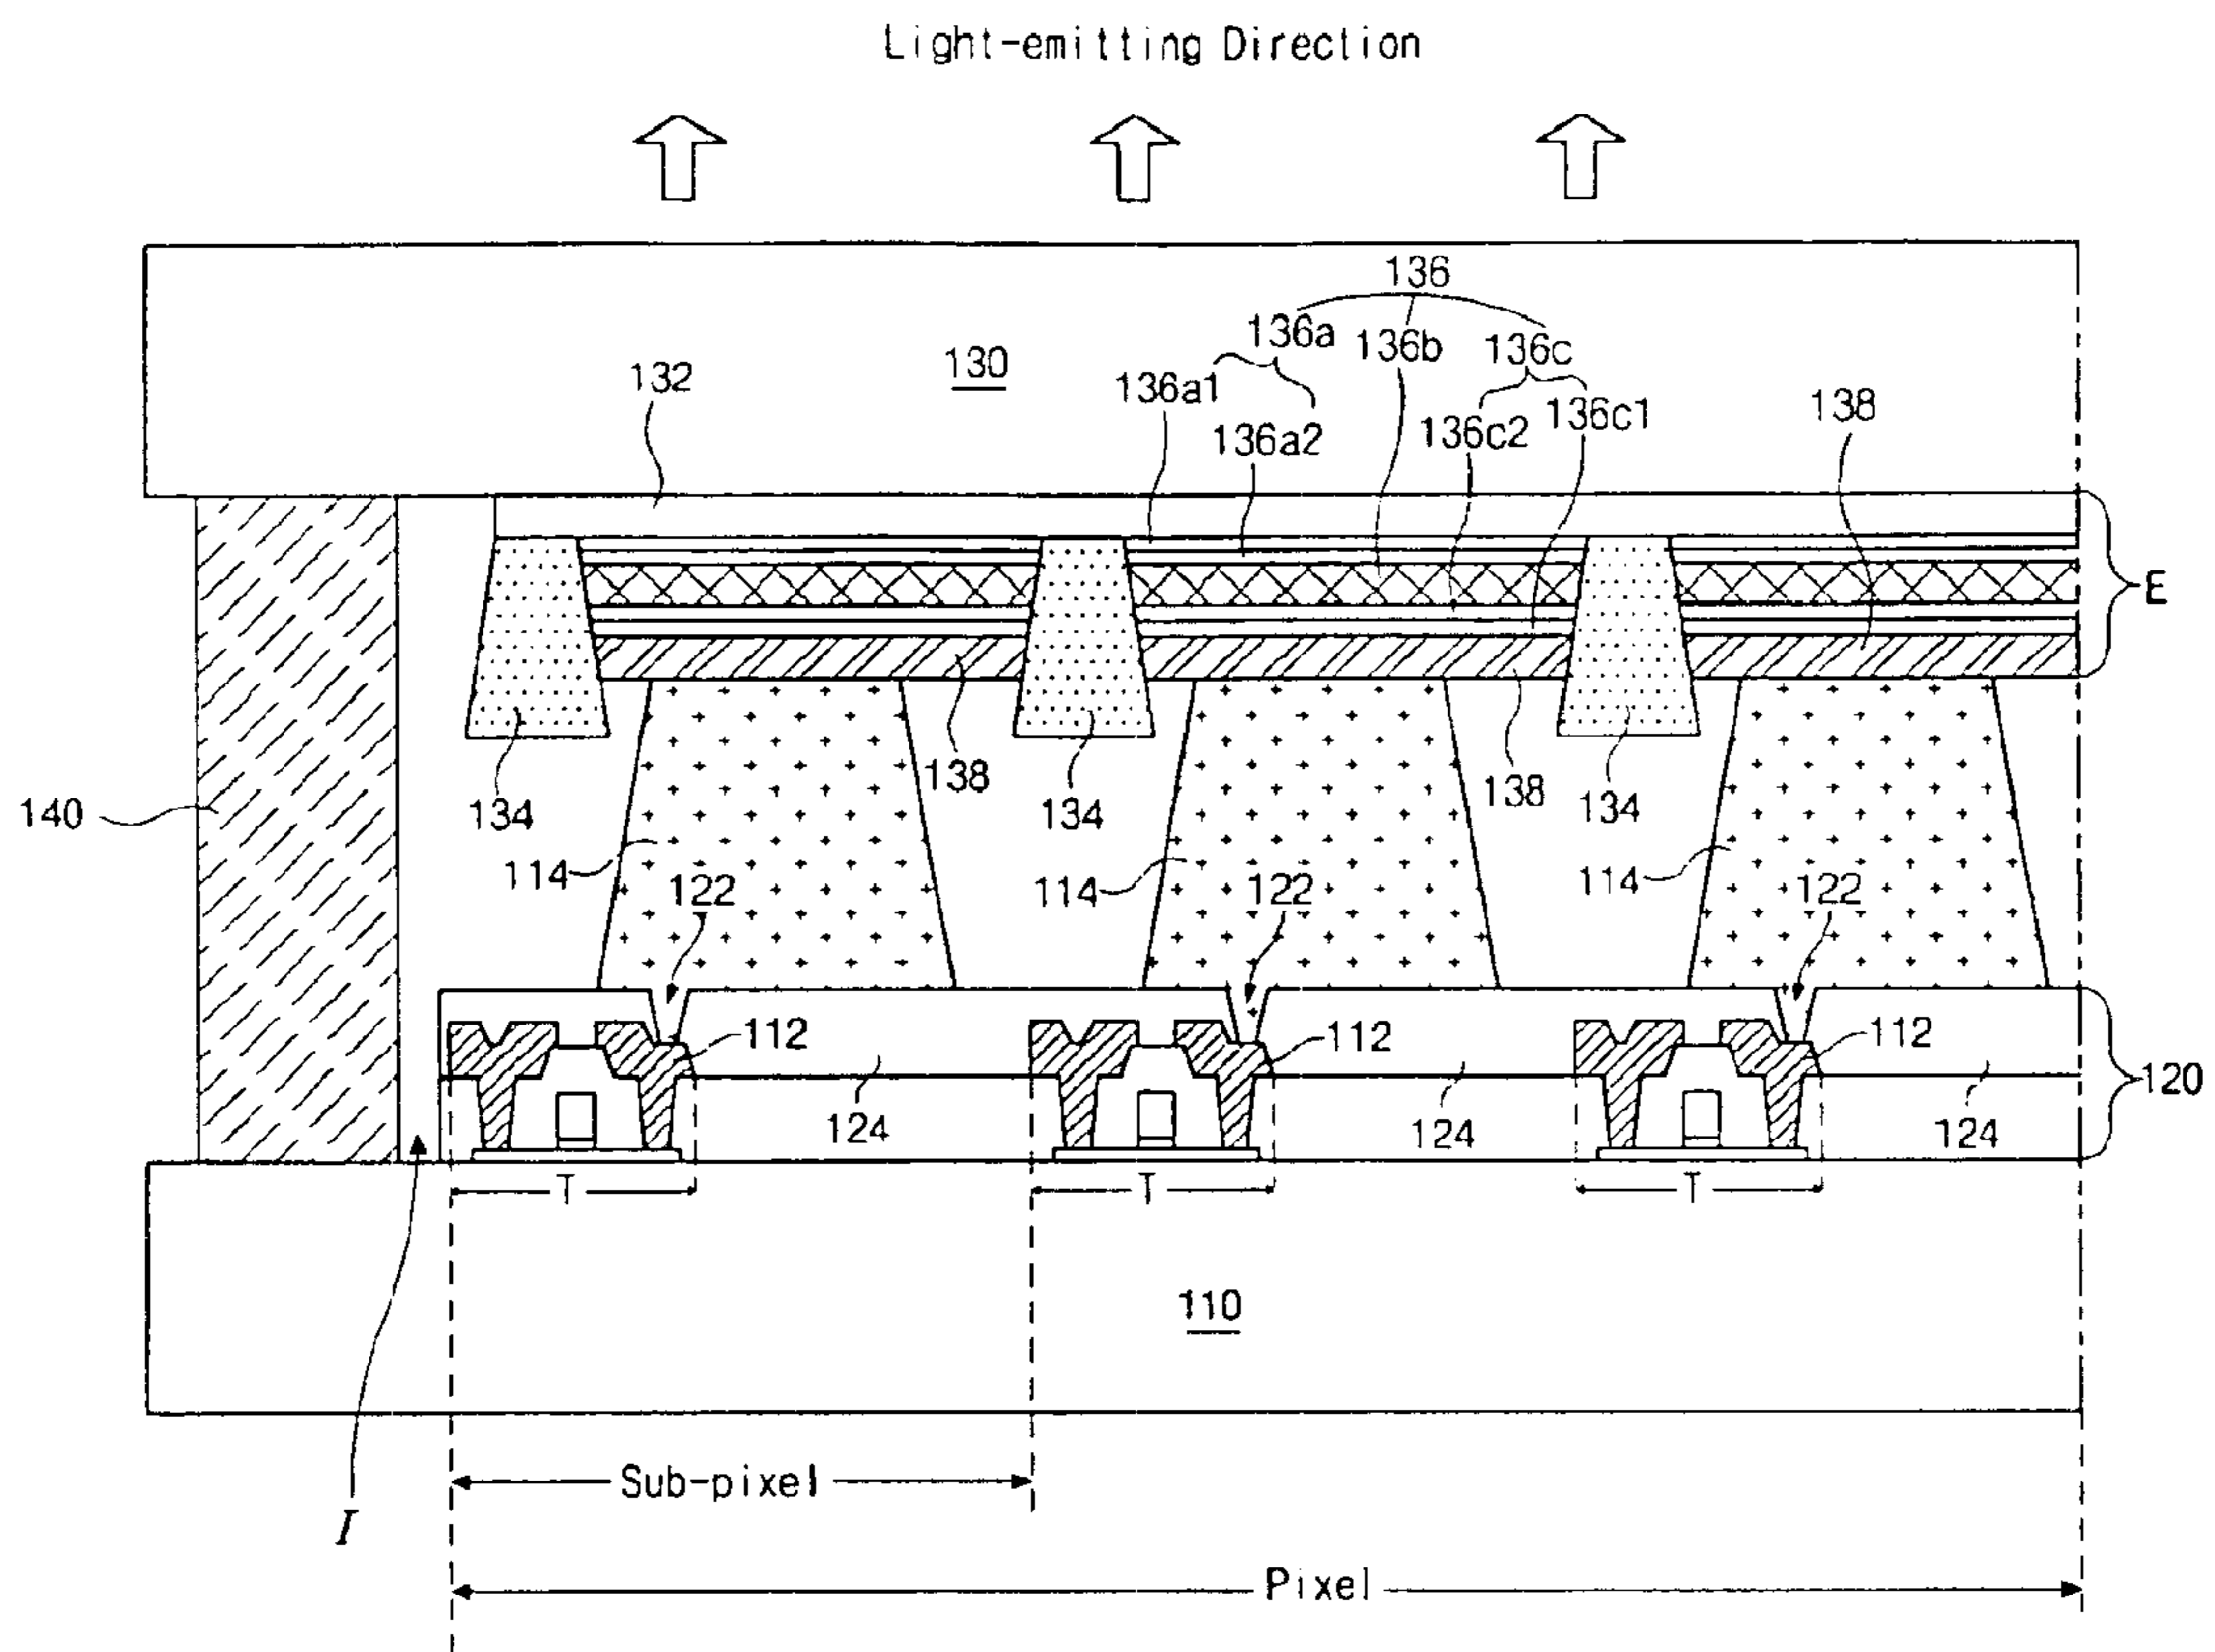 Light-emitting Direction
136
136a 136b 136c
132 130 136a1 136c1 138
136a2 136c2
E
138 138
140 134 134 134
114 122 114 122 114 122
112 112 112
124 124 124 120
T T T
110
Sub-pixel
I
Pixel